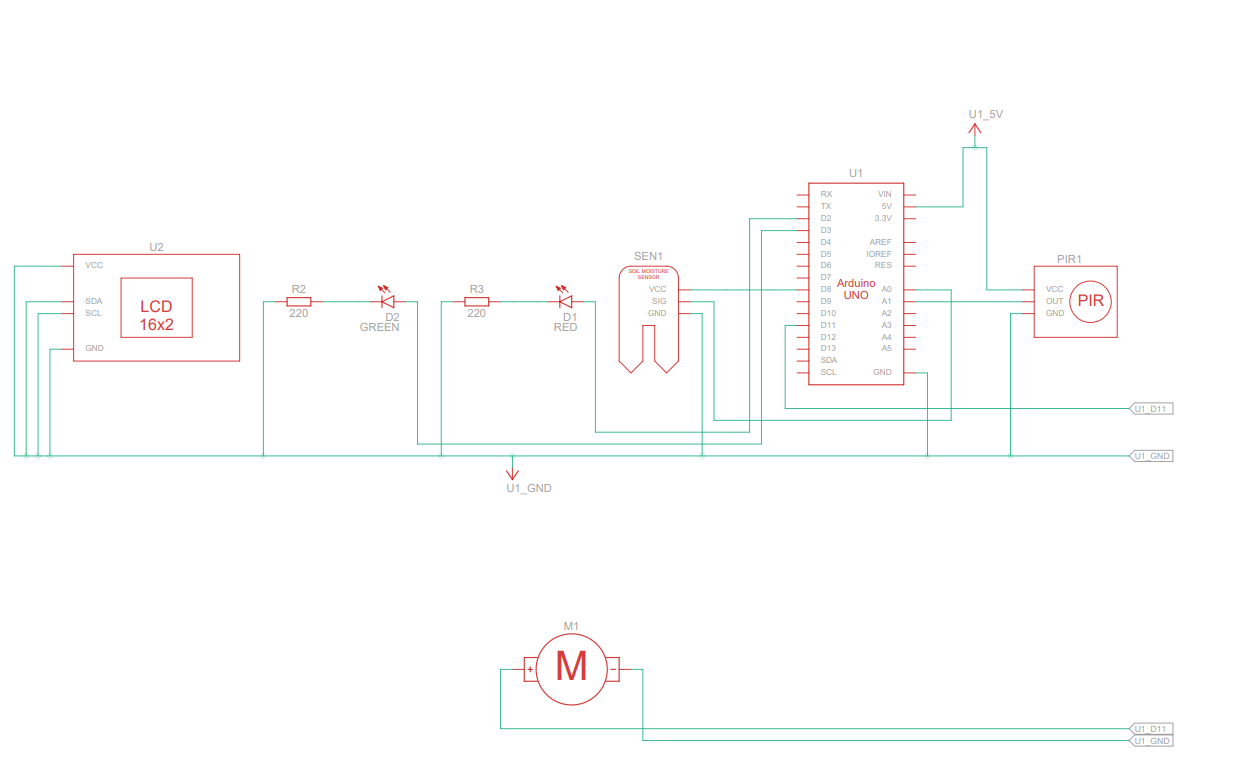 U1_5V
U1
RX
VIN
TX
5V
D2
3.3V
D3
D4
AREF
D5
IOREF
D6
RES
D7
D8
A0
D9
A1
D10
A2
D11
A3
D12
A4
D13
A5
SDA
SCL
GND
Arduino
UNO
U2
VCC
SDA
SCL
GND
LCD
16x2
R2
220
D2
GREEN
R3
220
D1
RED
SEN1
SOIL MOISTURE
SENSOR
VCC
SIG
GND
PIR1
VCC
OUT
GND
PIR
U1_D11
U1_GND
U1_GND
M1
+
M
−
U1_D11
U1_GND